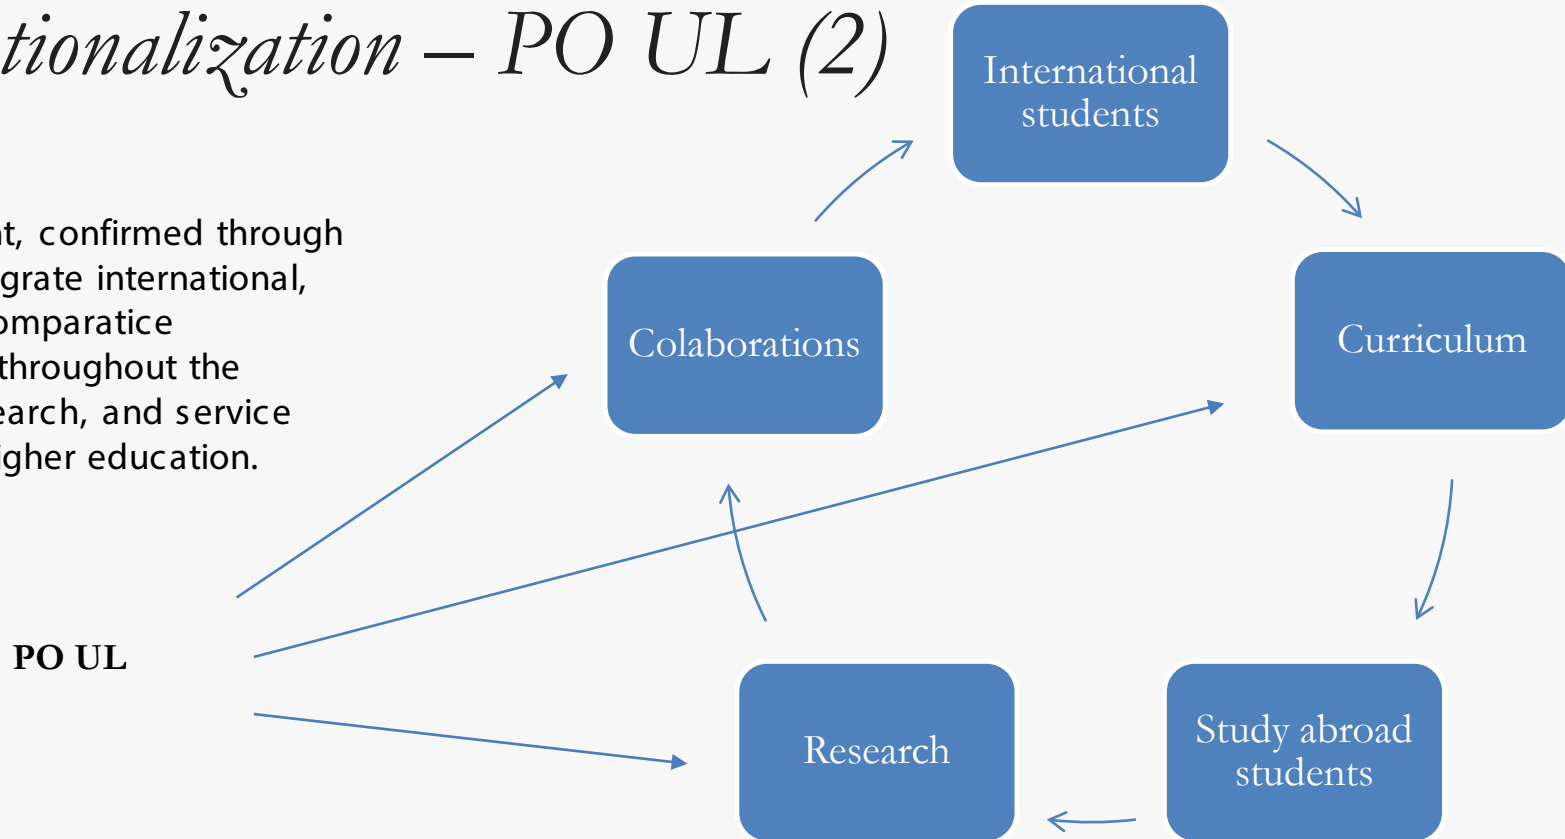 tionalization – PO UL (2)
International
students
t, confirmed through
grate international,
omparatice
throughout the
earch, and service
igher education.
Colaborations
Curriculum
PO UL
Research
Study abroad
students